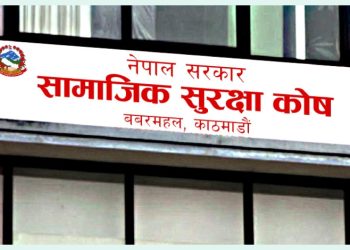 नेपाल सरकार
सामाजिक सुरक्षा कोष
बबरमहल, काठमाडौं